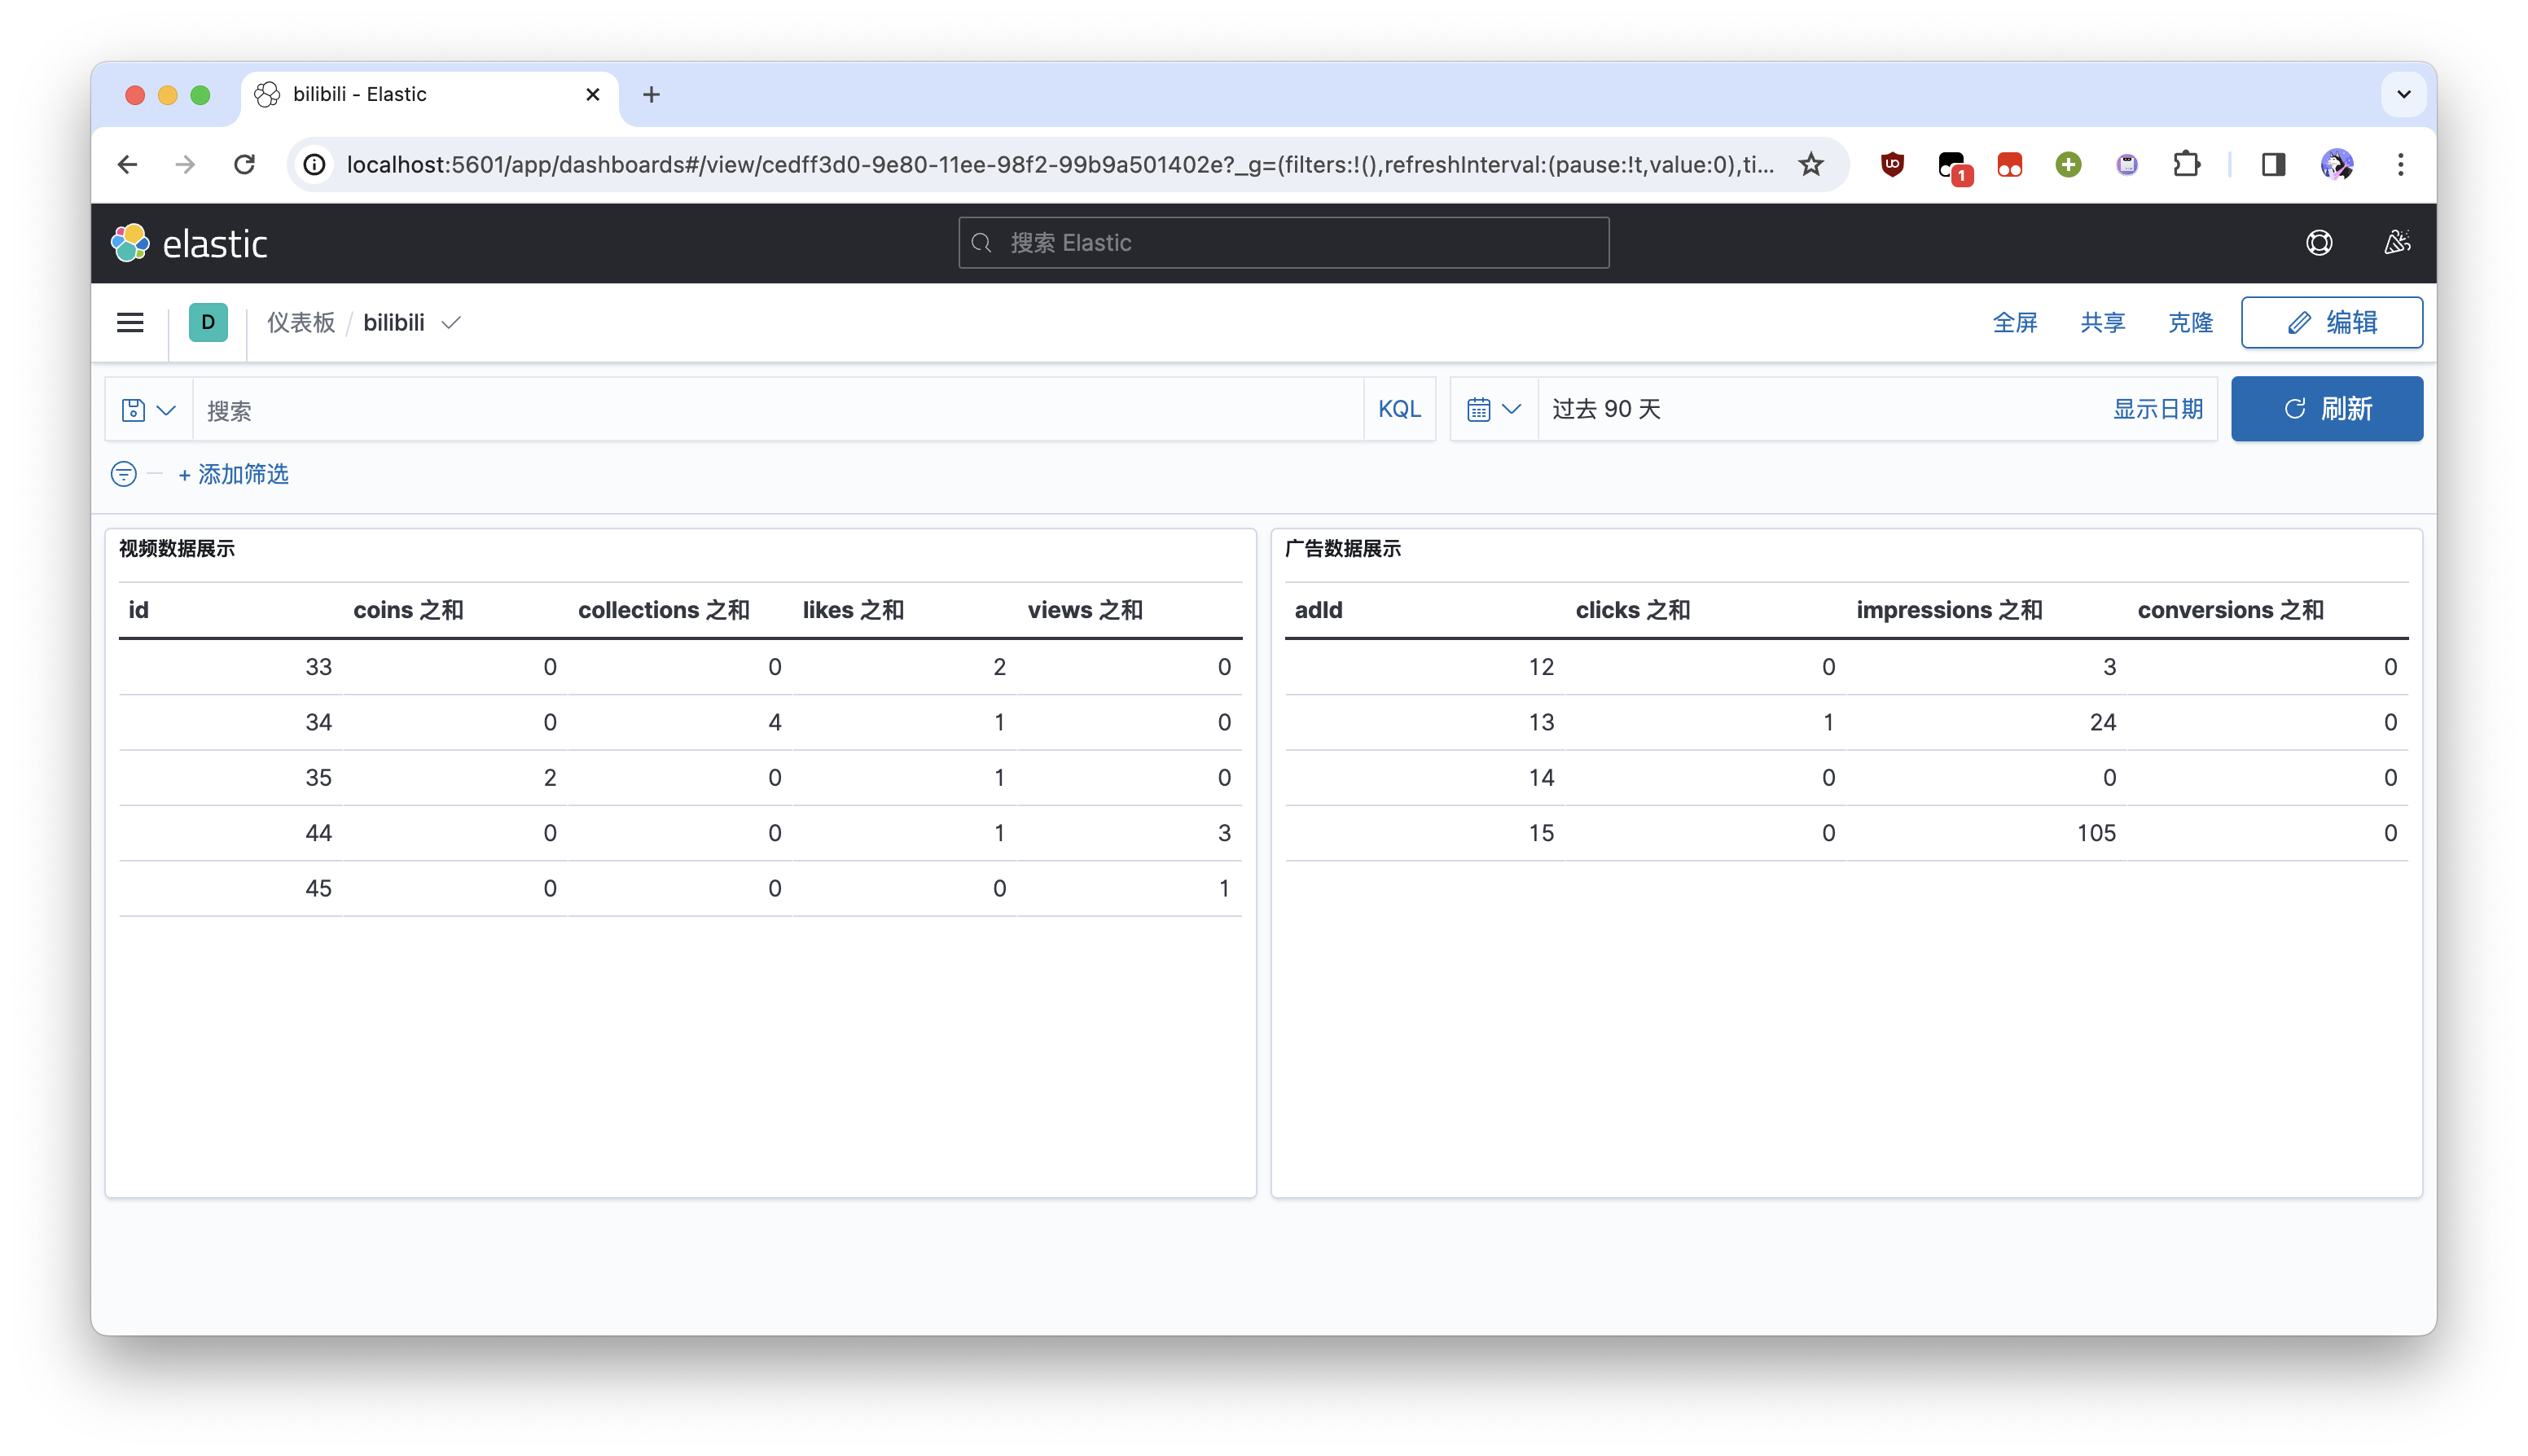 bilibili - Elastic
localhost:5601/app/dashboards#/view/cedff3d0-9e80-11ee-98f2-99b9a501402e?_g=(filters:!(),refreshInterval:(pause:!t,value:0),ti...
1
elastic
搜索 Elastic
D 仪表板 / bilibili 全屏 共享 克隆 编辑
搜索 KQL 过去 90 天 显示日期 刷新
+ 添加筛选
视频数据展示
id coins 之和 collections 之和 likes 之和 views 之和
33 0 0 2 0
34 0 4 1 0
35 2 0 1 0
44 0 0 1 3
45 0 0 0 1
广告数据展示
adId clicks 之和 impressions 之和 conversions 之和
12 0 3 0
13 1 24 0
14 0 0 0
15 0 105 0